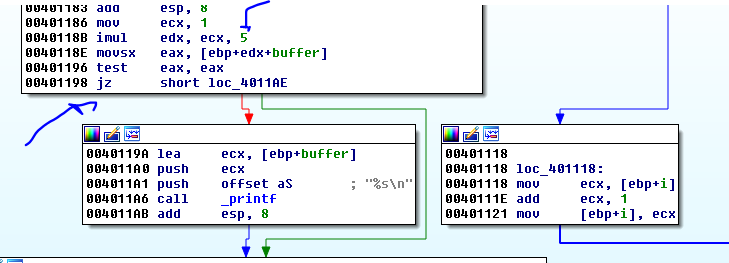 00401183 add esp, 8
00401186 mov ecx, 1
0040118B imul edx, ecx, 5
0040118E movsx eax, [ebp+edx+buffer]
00401196 test eax, eax
00401198 jz short loc_4011AE
0040119A lea ecx, [ebp+buffer]
004011A0 push ecx
004011A1 push offset aS ; "%s\n"
004011A6 call _printf
004011AB add esp, 8
00401118
00401118 loc_401118:
00401118 mov ecx, [ebp+i]
0040111E add ecx, 1
00401121 mov [ebp+i], ecx